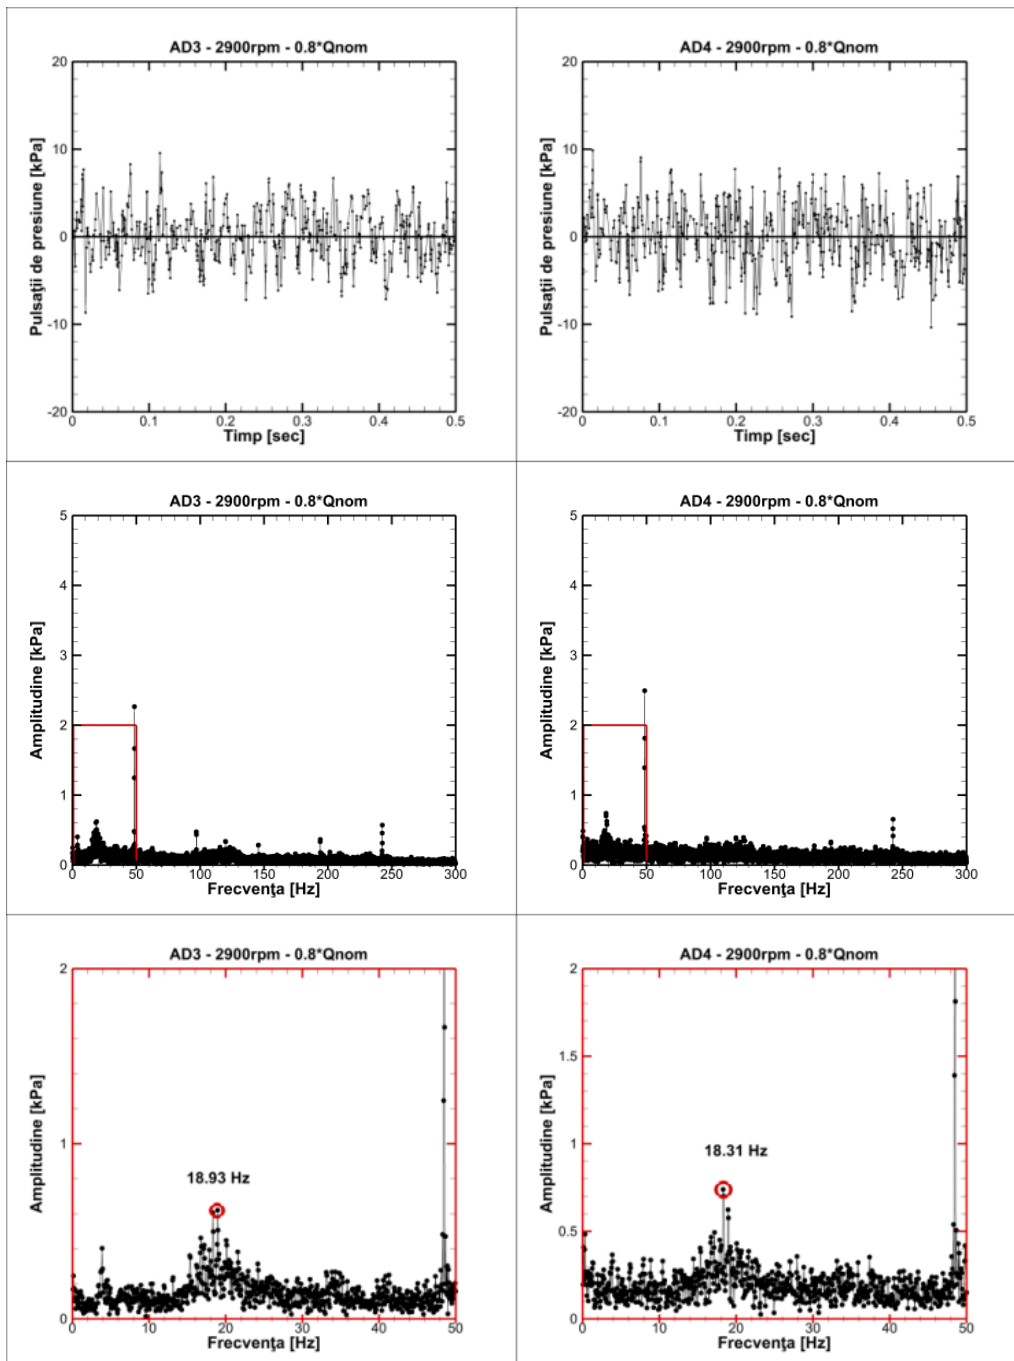 AD3 - 2900rpm - 0.8*Qnom
20
10
0
-10
-20
Pulsaţii de presiune [kPa]
0 0.1 0.2 0.3 0.4 0.5
Timp [sec]
AD4 - 2900rpm - 0.8*Qnom
20
10
0
-10
-20
Pulsaţii de presiune [kPa]
0 0.1 0.2 0.3 0.4 0.5
Timp [sec]
AD3 - 2900rpm - 0.8*Qnom
5
4
3
2
1
0
Amplitudine [kPa]
0 50 100 150 200 250 300
Frecvenţa [Hz]
AD4 - 2900rpm - 0.8*Qnom
5
4
3
2
1
0
Amplitudine [kPa]
0 50 100 150 200 250 300
Frecvenţa [Hz]
AD3 - 2900rpm - 0.8*Qnom
2
1
0
Amplitudine [kPa]
18.93 Hz
0 10 20 30 40 50
Frecvenţa [Hz]
AD4 - 2900rpm - 0.8*Qnom
2
1.5
1
0.5
0
Amplitudine [kPa]
18.31 Hz
0 10 20 30 40 50
Frecvenţa [Hz]